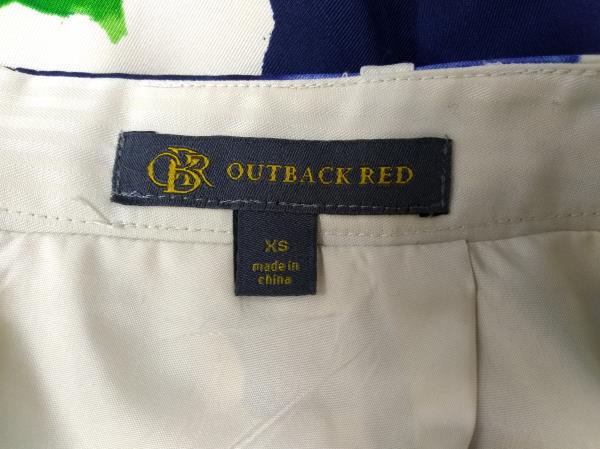 OBR OUTBACK RED
XS
made in
china